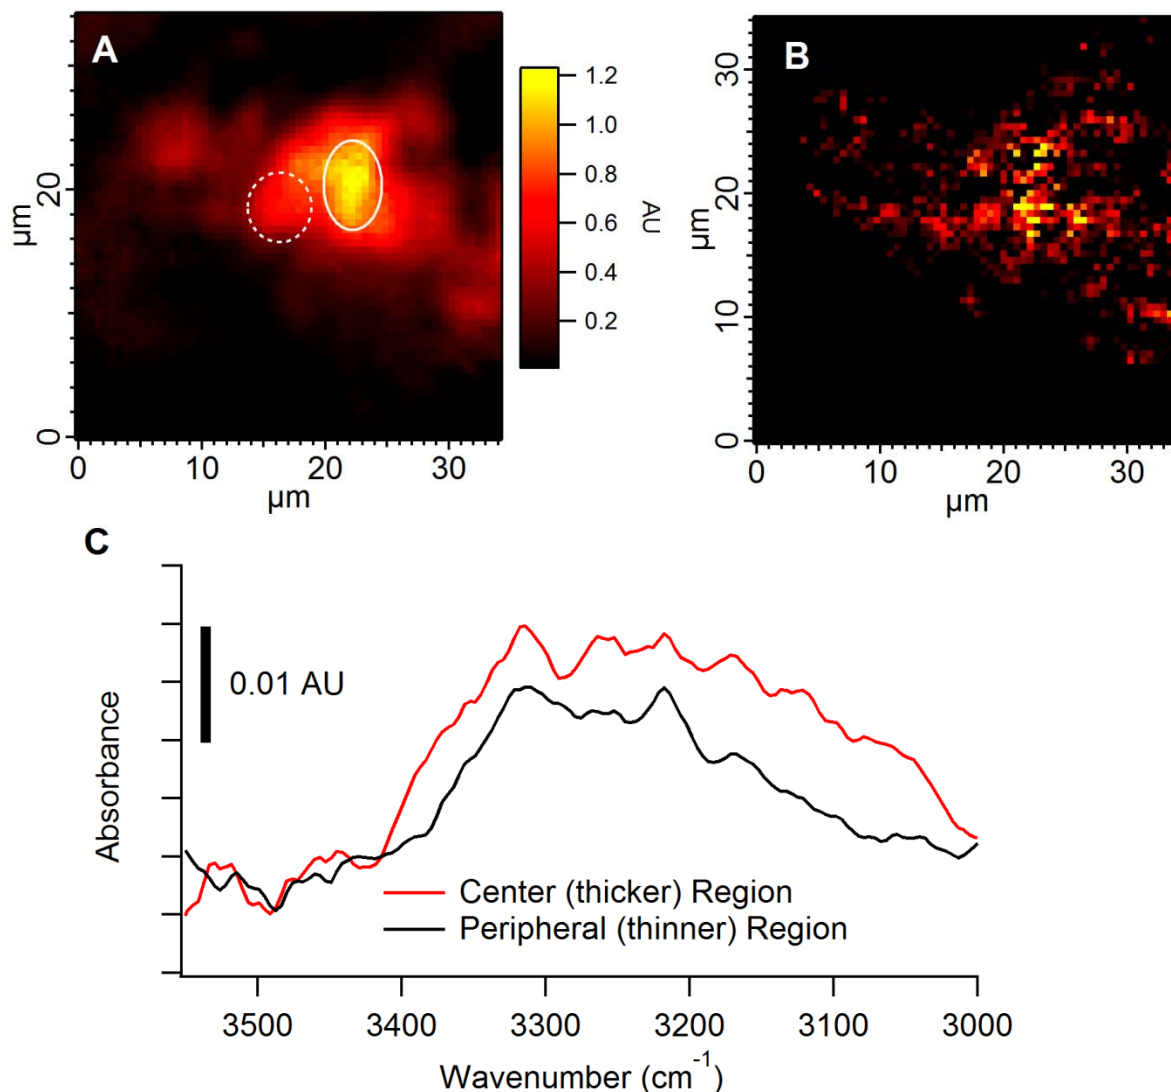 A
µm
20
0
0
10
20
30
µm
1.2
1.0
0.8
0.6
0.4
0.2
AU
B
µm
30
20
10
0
0
10
20
30
µm
C
Absorbance
0.01 AU
Center (thicker) Region
Peripheral (thinner) Region
3500
3400
3300
3200
3100
3000
Wavenumber (cm⁻¹)